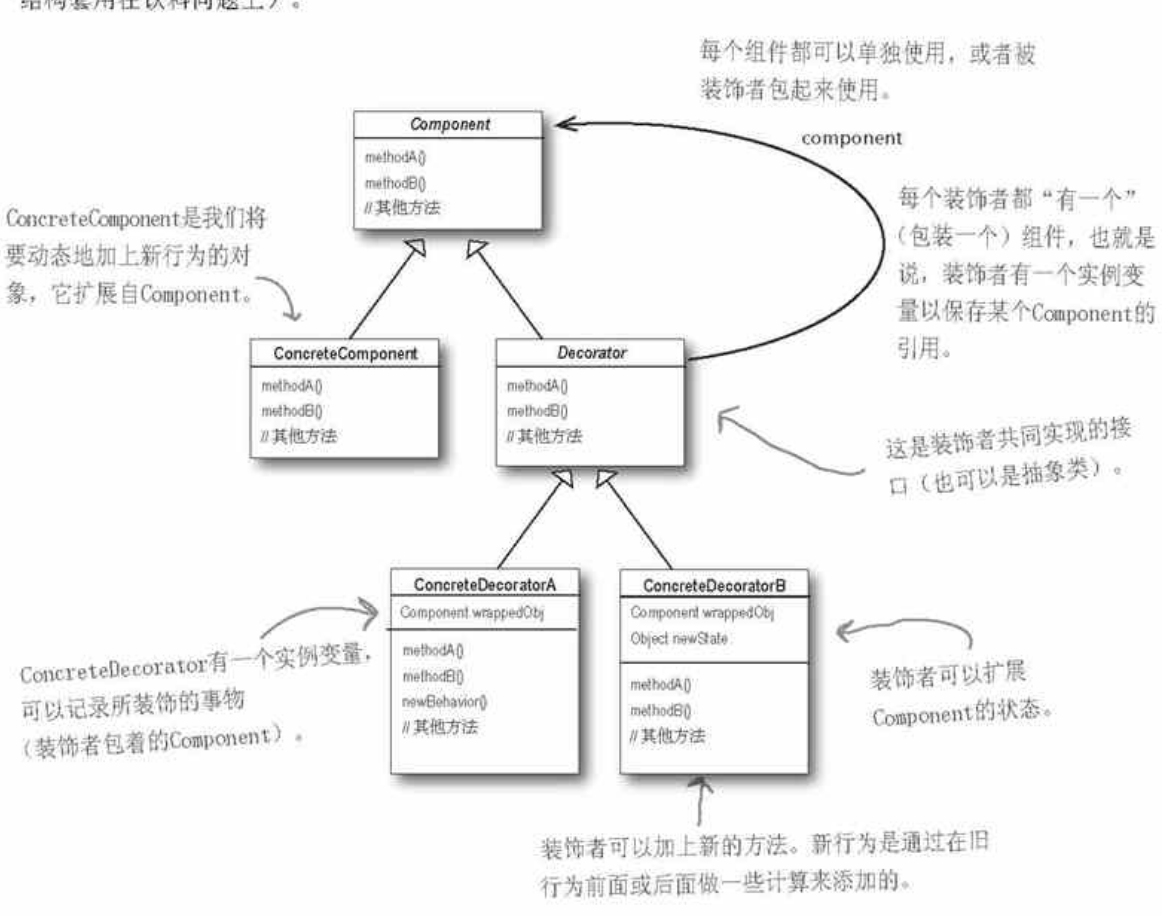 结构套用在饮料问题上）。
每个组件都可以单独使用，或者被
装饰者包起来使用。
Component
methodA()
methodB()
//其他方法
component
ConcreteComponent是我们将
要动态地加上新行为的对
象，它扩展自Component。
每个装饰者都“有一个”
（包装一个）组件，也就是
说，装饰者有一个实例变
量以保存某个Component的
引用。
ConcreteComponent
methodA()
methodB()
//其他方法
Decorator
methodA()
methodB()
//其他方法
这是装饰者共同实现的接
口（也可以是抽象类）。
ConcreteDecoratorA
Component wrappedObj
methodA()
methodB()
newBehavior()
//其他方法
ConcreteDecoratorB
Component wrappedObj
Object newState
methodA()
methodB()
//其他方法
ConcreteDecorator有一个实例变量，
可以记录所装饰的事物
（装饰者包着的Component）。
装饰者可以扩展
Component的状态。
装饰者可以加上新的方法。新行为是通过在旧
行为前面或后面做一些计算来添加的。